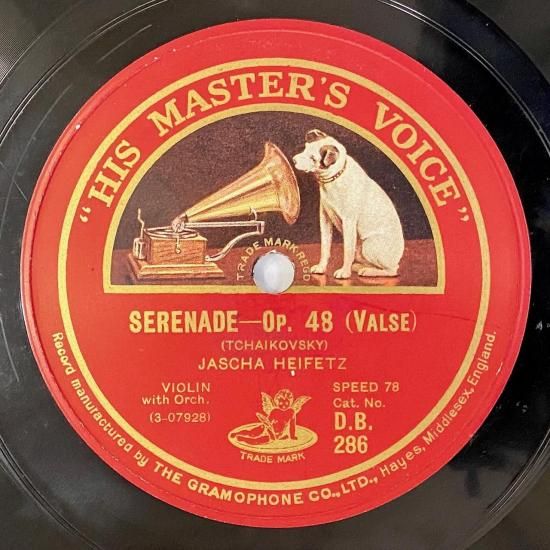 "HIS MASTER'S VOICE"
TRADE MARK REGD
SERENADE—OP. 48 (VALSE)
(TCHAIKOVSKY)
JASCHA HEIFETZ
VIOLIN
with Orch.
(3-07928)
SPEED 78
Cat. No.
D.B.
286
TRADE MARK
Record manufactured by THE GRAMOPHONE CO., LTD., Hayes, Middlesex, England.